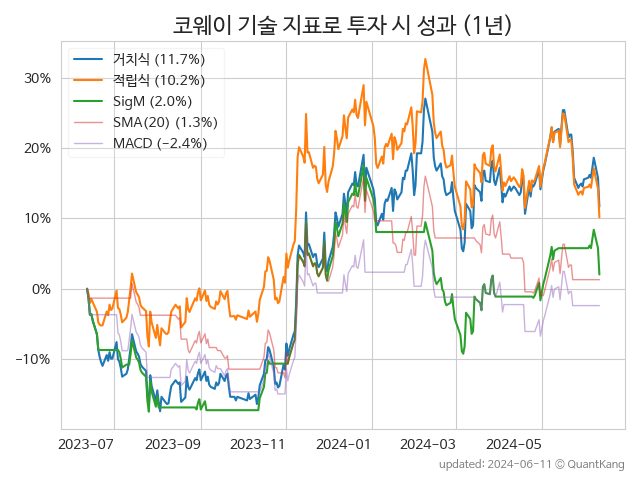 코웨이 기술 지표로 투자 시 성과 (1년)
거치식 (11.7%)
적립식 (10.2%)
SigM (2.0%)
SMA(20) (1.3%)
MACD (−2.4%)
30%
20%
10%
0%
−10%
2023-07
2023-09
2023-11
2024-01
2024-03
2024-05
updated: 2024-06-11 © QuantKang